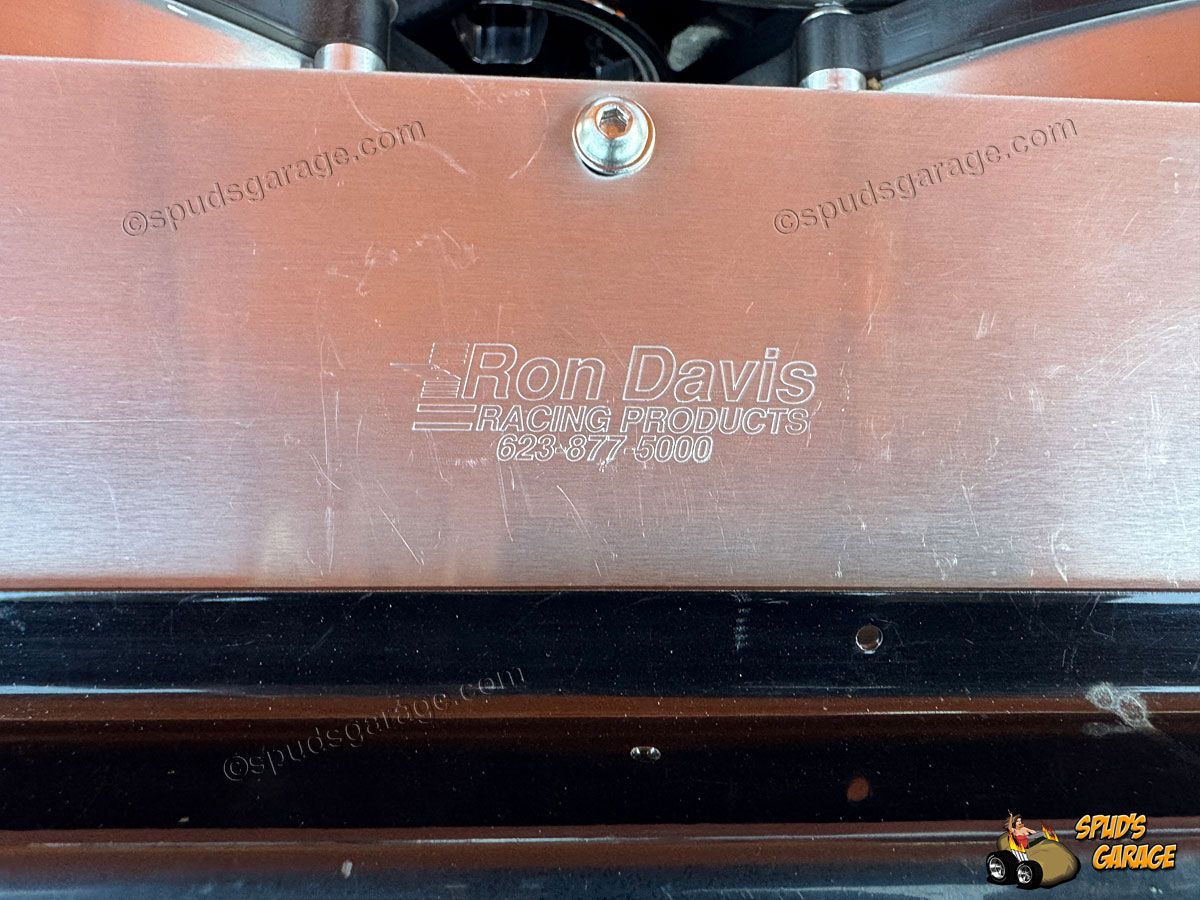 ©spudsgarage.com
©spudsgarage.com
Ron Davis
RACING PRODUCTS
623-877-5000
©spudsgarage.com
SPUD'S
GARAGE